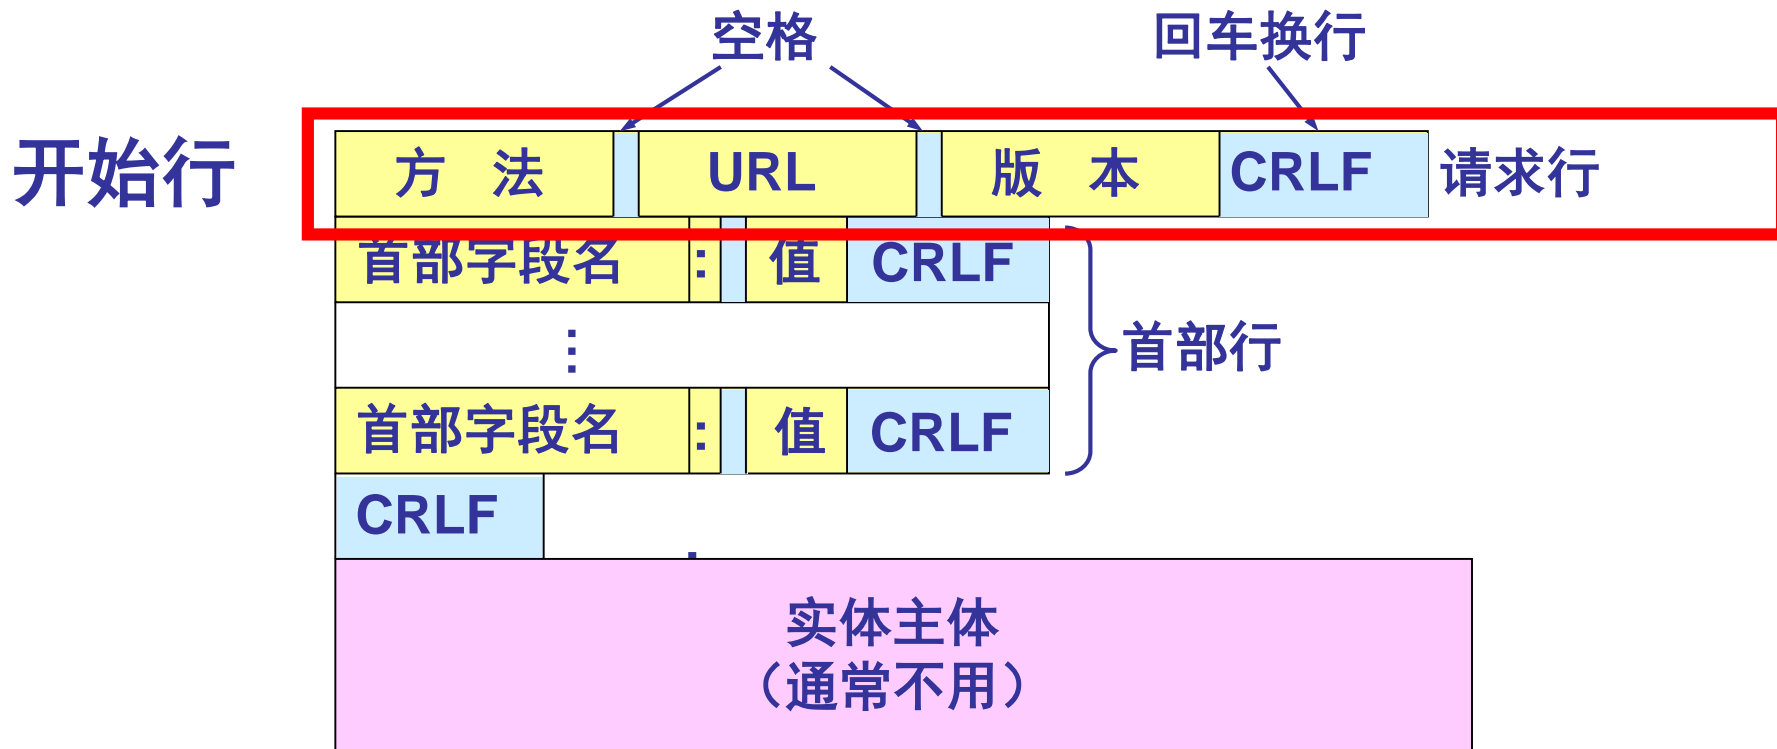 空格 回车换行
开始行 方 法 URL 版 本 CRLF 请求行
首部字段名 : 值 CRLF
⋮ 首部行
首部字段名 : 值 CRLF
CRLF
实体主体
（通常不用）